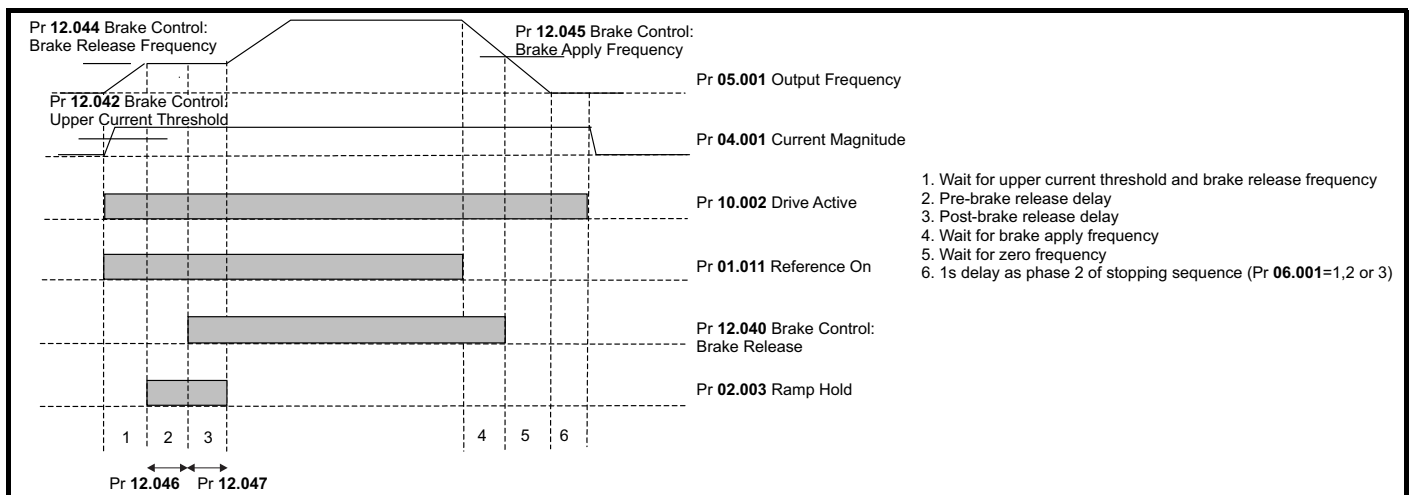 Pr 12.044 Brake Control:
Brake Release Frequency
Pr 12.045 Brake Control:
Brake Apply Frequency
Pr 05.001 Output Frequency
Pr 12.042 Brake Control:
Upper Current Threshold
Pr 04.001 Current Magnitude
Pr 10.002 Drive Active
Pr 01.011 Reference On
Pr 12.040 Brake Control:
Brake Release
Pr 02.003 Ramp Hold
1 2 3 4 5 6
Pr 12.046 Pr 12.047
1. Wait for upper current threshold and brake release frequency
2. Pre-brake release delay
3. Post-brake release delay
4. Wait for brake apply frequency
5. Wait for zero frequency
6. 1s delay as phase 2 of stopping sequence (Pr 06.001=1,2 or 3)